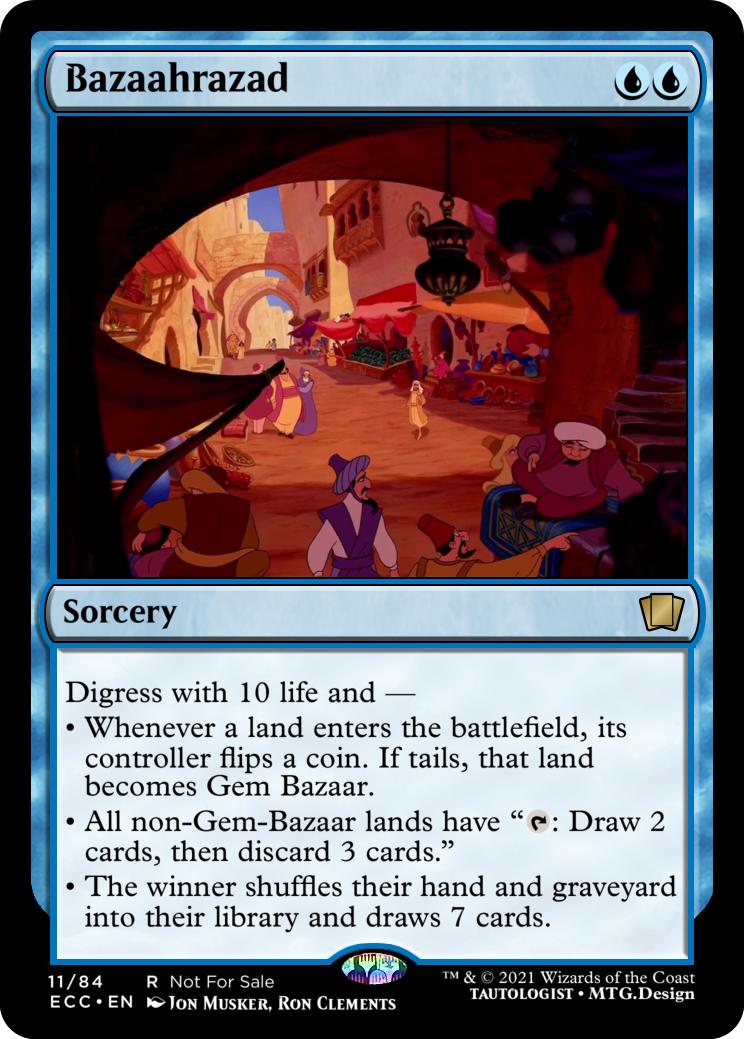 Bazaahrazad
Sorcery
Digress with 10 life and —
• Whenever a land enters the battlefield, its
controller flips a coin. If tails, that land
becomes Gem Bazaar.
• All non-Gem-Bazaar lands have “: Draw 2
cards, then discard 3 cards.”
• The winner shuffles their hand and graveyard
into their library and draws 7 cards.
11/84 R Not For Sale
ECC • EN Jon Musker, Ron Clements
™ & © 2021 Wizards of the Coast
TAUTOLOGIST • MTG.Design